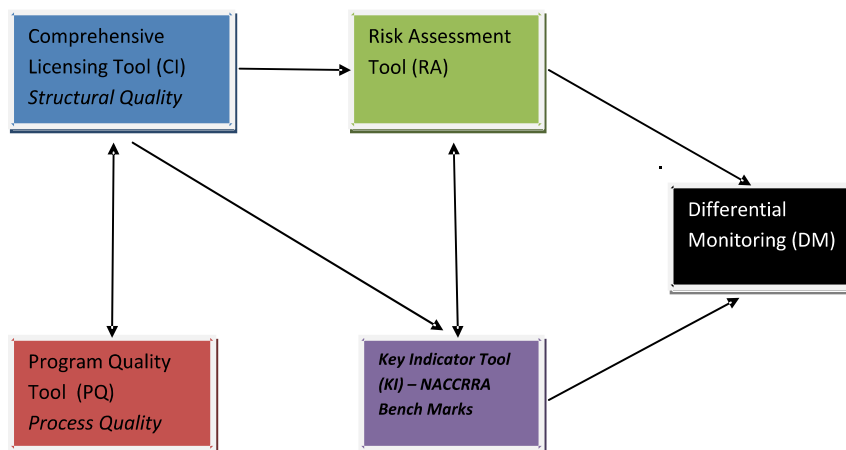 Comprehensive
Licensing Tool (CI)
Structural Quality
Risk Assessment
Tool (RA)
Differential
Monitoring (DM)
Program Quality
Tool  (PQ)
Process Quality
Key Indicator Tool
(KI) – NACCRRA
Bench Marks